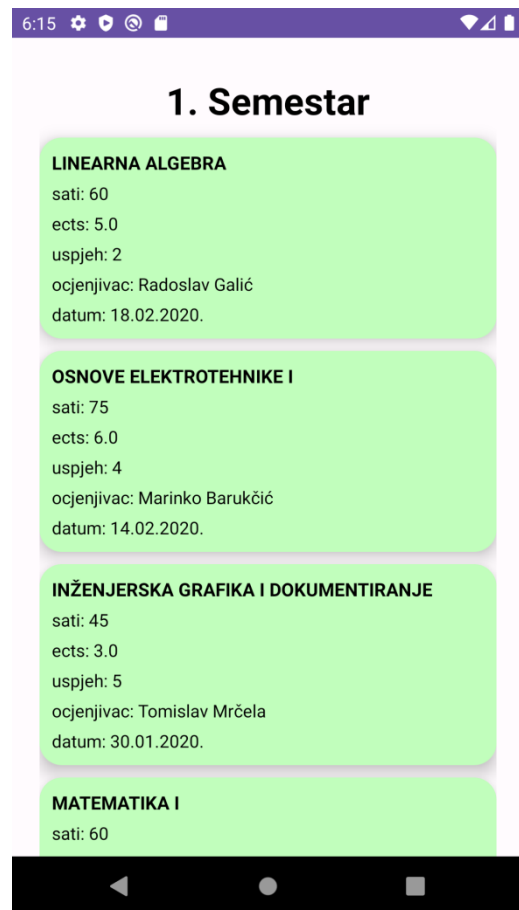 6:15
1. Semestar
LINEARNA ALGEBRA
sati: 60
ects: 5.0
uspjeh: 2
ocjenjivac: Radoslav Galić
datum: 18.02.2020.
OSNOVE ELEKTROTEHNIKE I
sati: 75
ects: 6.0
uspjeh: 4
ocjenjivac: Marinko Barukčić
datum: 14.02.2020.
INŽENJERSKA GRAFIKA I DOKUMENTIRANJE
sati: 45
ects: 3.0
uspjeh: 5
ocjenjivac: Tomislav Mrčela
datum: 30.01.2020.
MATEMATIKA I
sati: 60